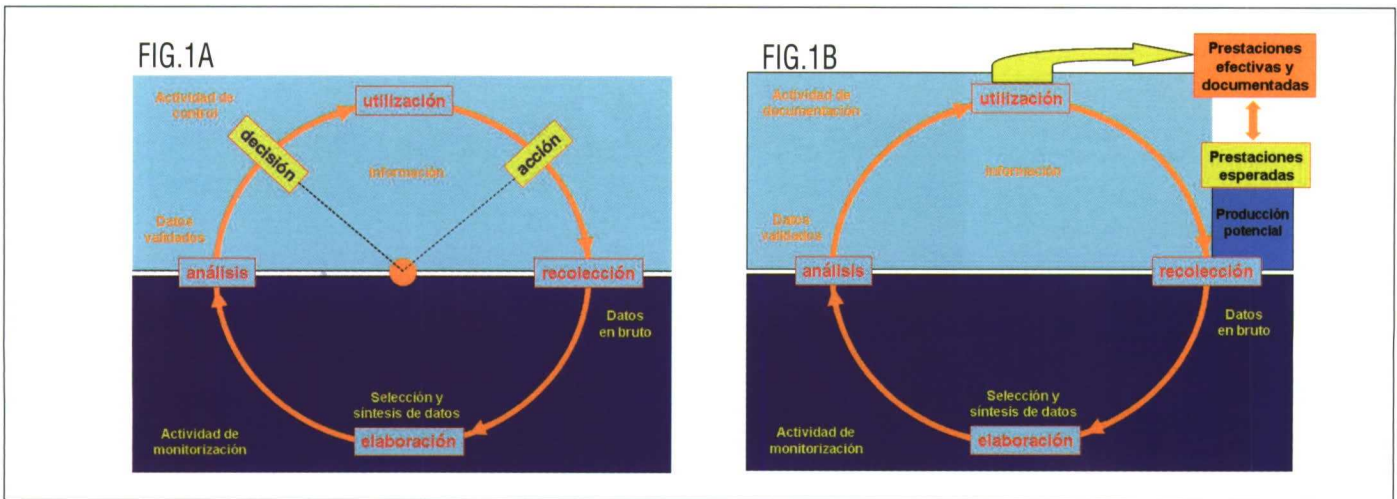 FIG.1A
Actividad de
control
utilización
decisión
acción
información
Datos
validados
análisis
recolección
Datos
en bruto
Selección y
síntesis de datos
elaboración
Actividad de
monitorización
FIG.1B
Prestaciones
efectivas y
documentadas
Actividad de
documentación
utilización
Información
Prestaciones
esperadas
Producción
potencial
Datos
validados
análisis
recolección
Datos
en bruto
Selección y
síntesis de datos
elaboración
Actividad de
monitorización